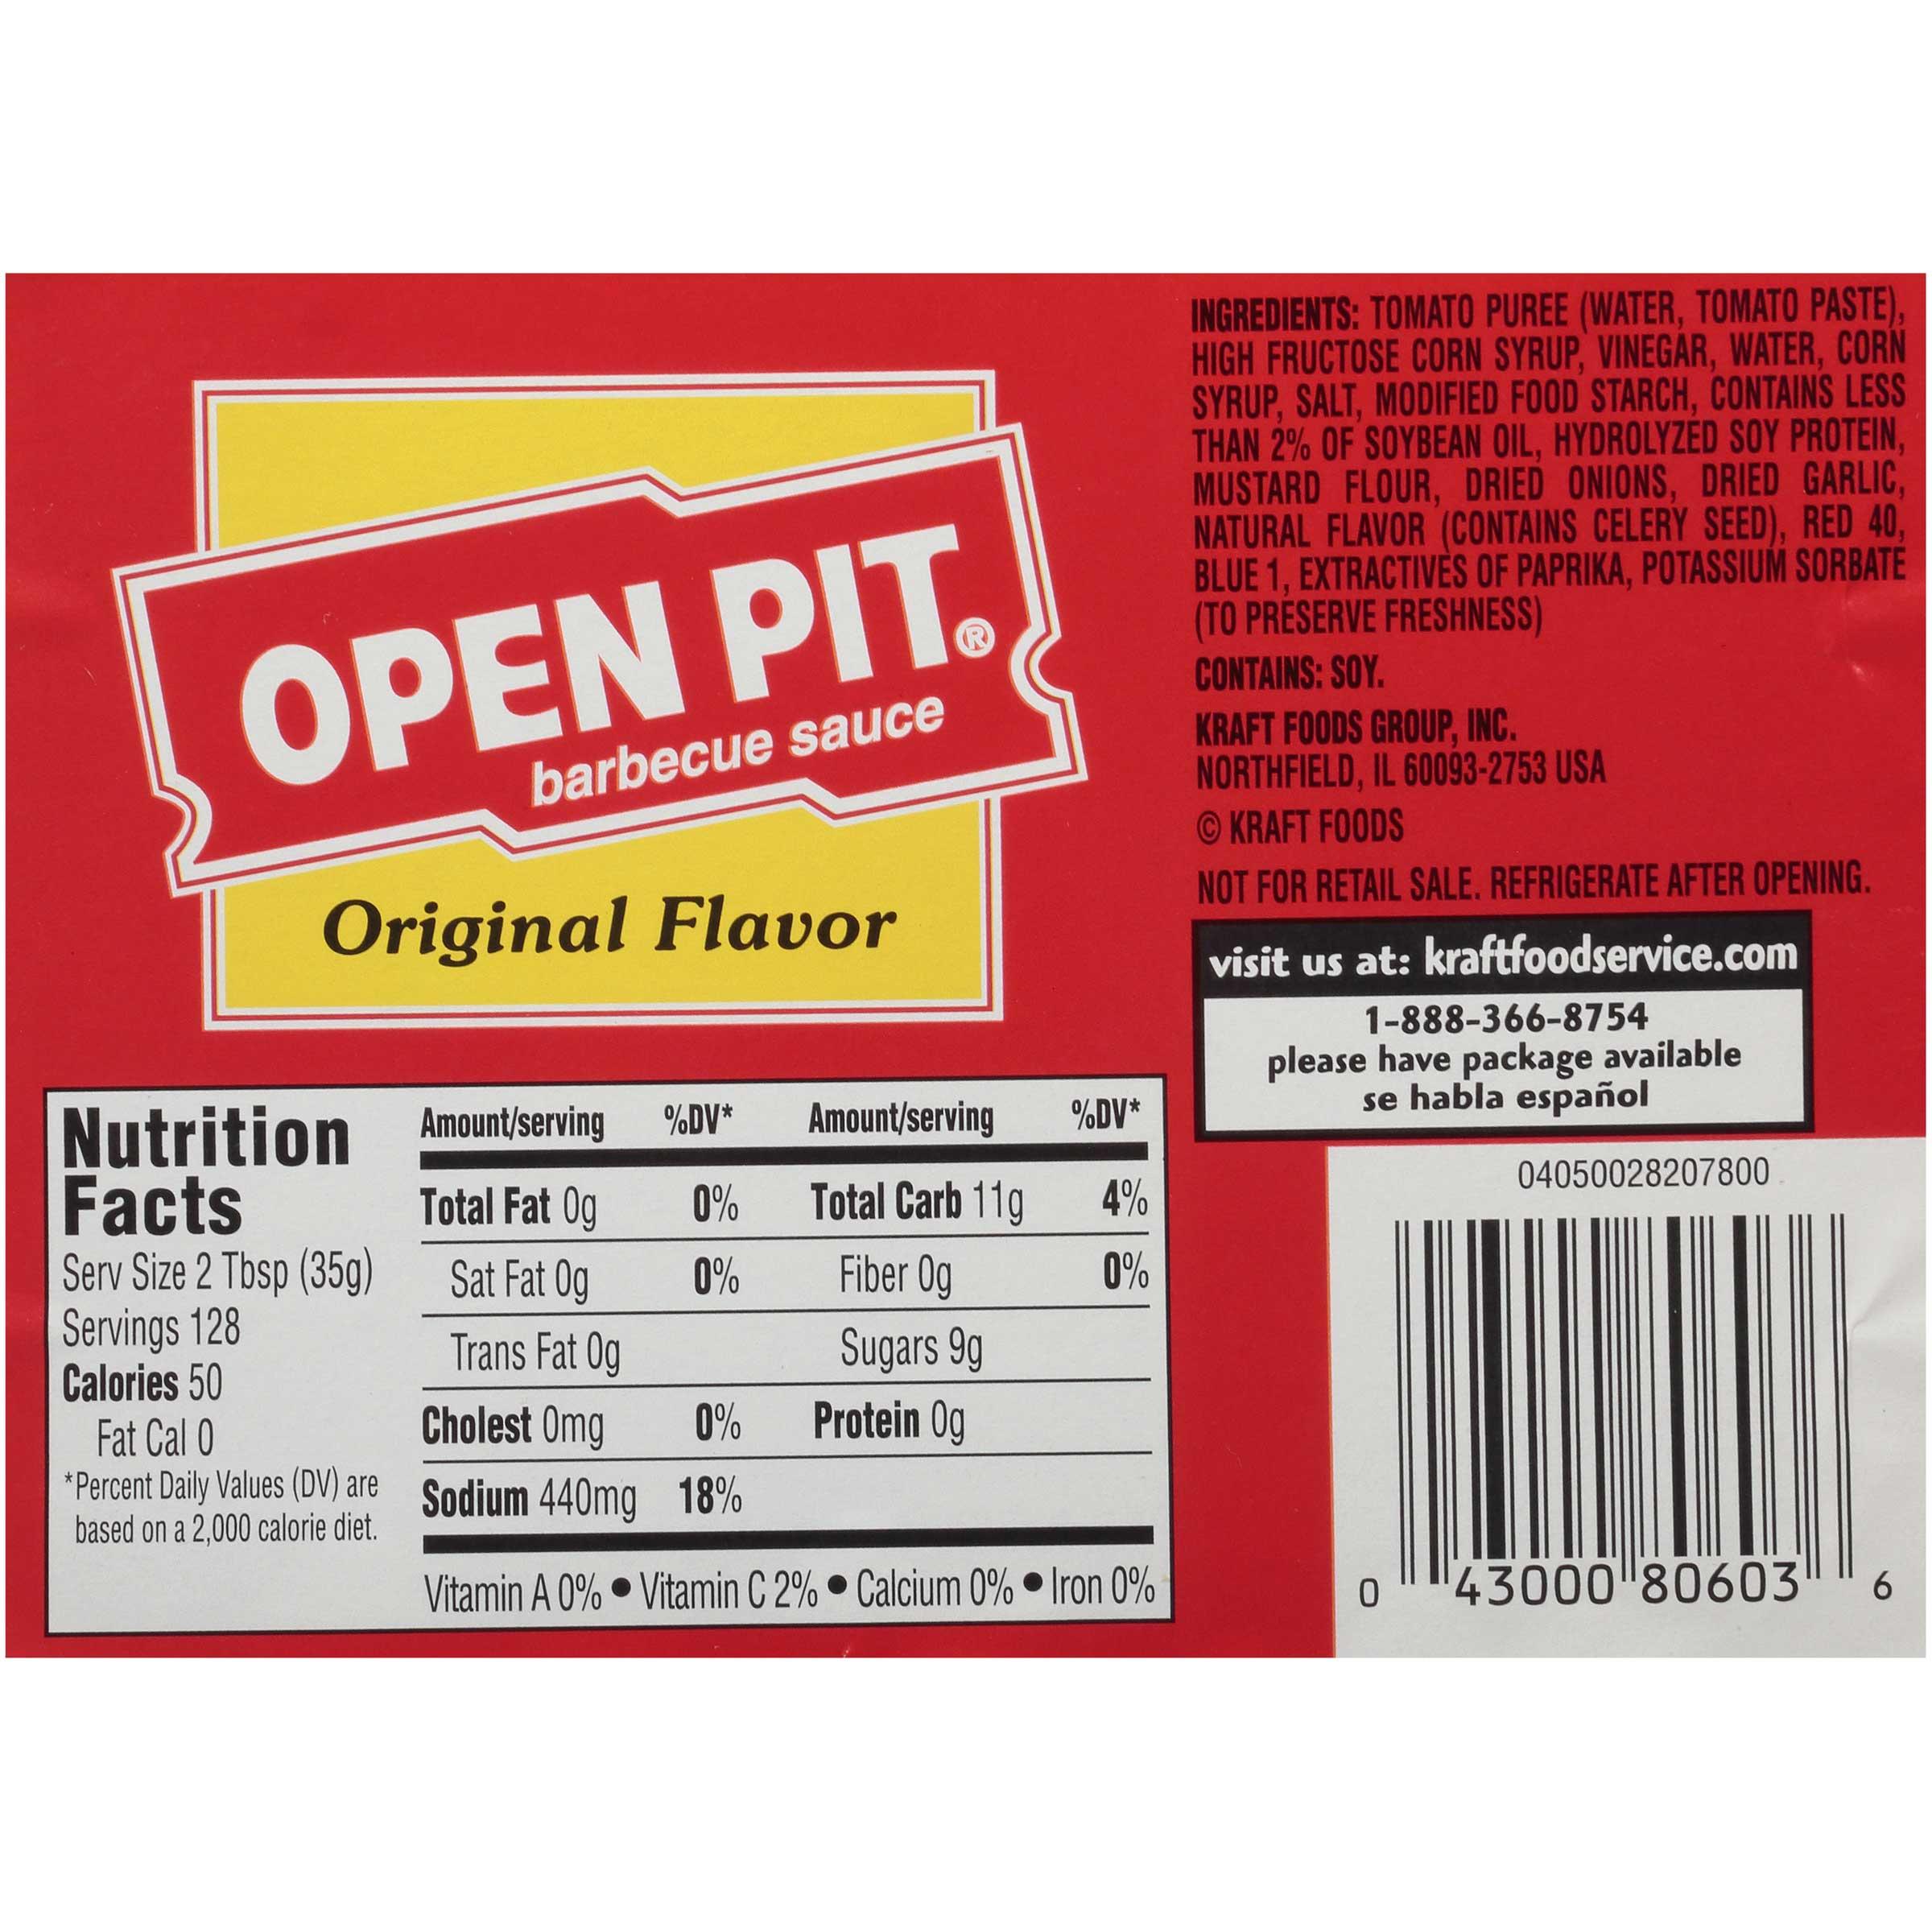 OPEN PIT®
barbecue sauce
Original Flavor
Nutrition
Facts
Serv Size 2 Tbsp (35g)
Servings 128
Calories 50
Fat Cal 0
*Percent Daily Values (DV) are
based on a 2,000 calorie diet.
Amount/serving %DV* Amount/serving %DV*
Total Fat 0g 0% Total Carb 11g 4%
Sat Fat 0g 0% Fiber 0g 0%
Trans Fat 0g Sugars 9g
Cholest 0mg 0% Protein 0g
Sodium 440mg 18%
Vitamin A 0% • Vitamin C 2% • Calcium 0% • Iron 0%
INGREDIENTS: TOMATO PUREE (WATER, TOMATO PASTE),
HIGH FRUCTOSE CORN SYRUP, VINEGAR, WATER, CORN
SYRUP, SALT, MODIFIED FOOD STARCH, CONTAINS LESS
THAN 2% OF SOYBEAN OIL, HYDROLYZED SOY PROTEIN,
MUSTARD FLOUR, DRIED ONIONS, DRIED GARLIC,
NATURAL FLAVOR (CONTAINS CELERY SEED), RED 40,
BLUE 1, EXTRACTIVES OF PAPRIKA, POTASSIUM SORBATE
(TO PRESERVE FRESHNESS)
CONTAINS: SOY.
KRAFT FOODS GROUP, INC.
NORTHFIELD, IL 60093-2753 USA
© KRAFT FOODS
NOT FOR RETAIL SALE. REFRIGERATE AFTER OPENING.
visit us at: kraftfoodservice.com
1-888-366-8754
please have package available
se habla español
04050028207800
0 43000 80603 6